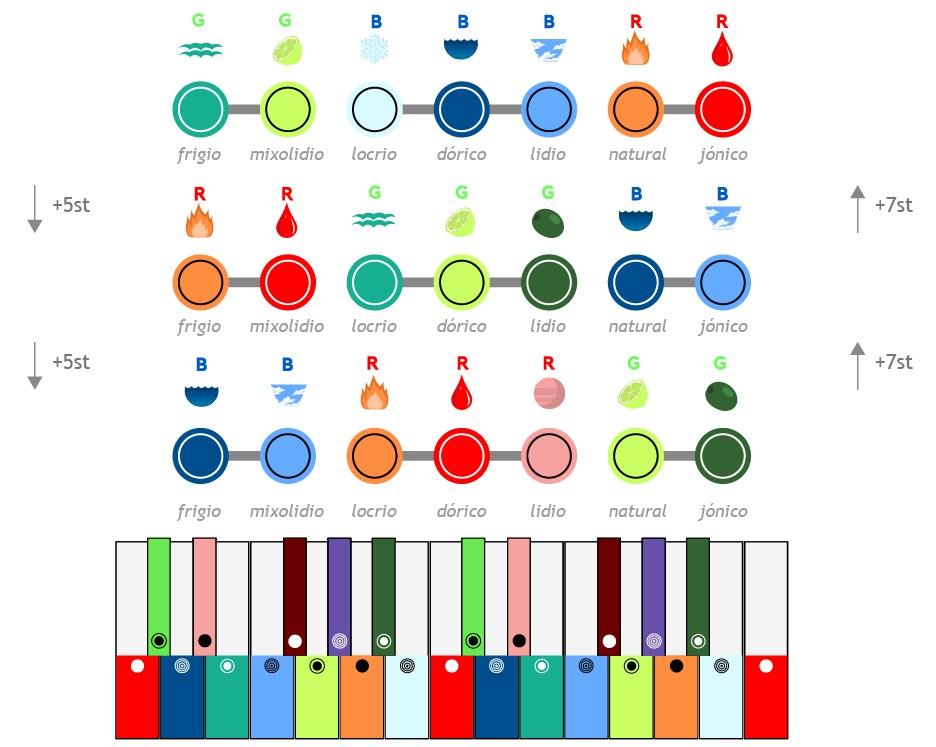 G G B B B R R
frigio mixolidio locrio dórico lidio natural jónico
+5st +7st
R R G G G B B
frigio mixolidio locrio dórico lidio natural jónico
+5st +7st
B B R R R G G
frigio mixolidio locrio dórico lidio natural jónico